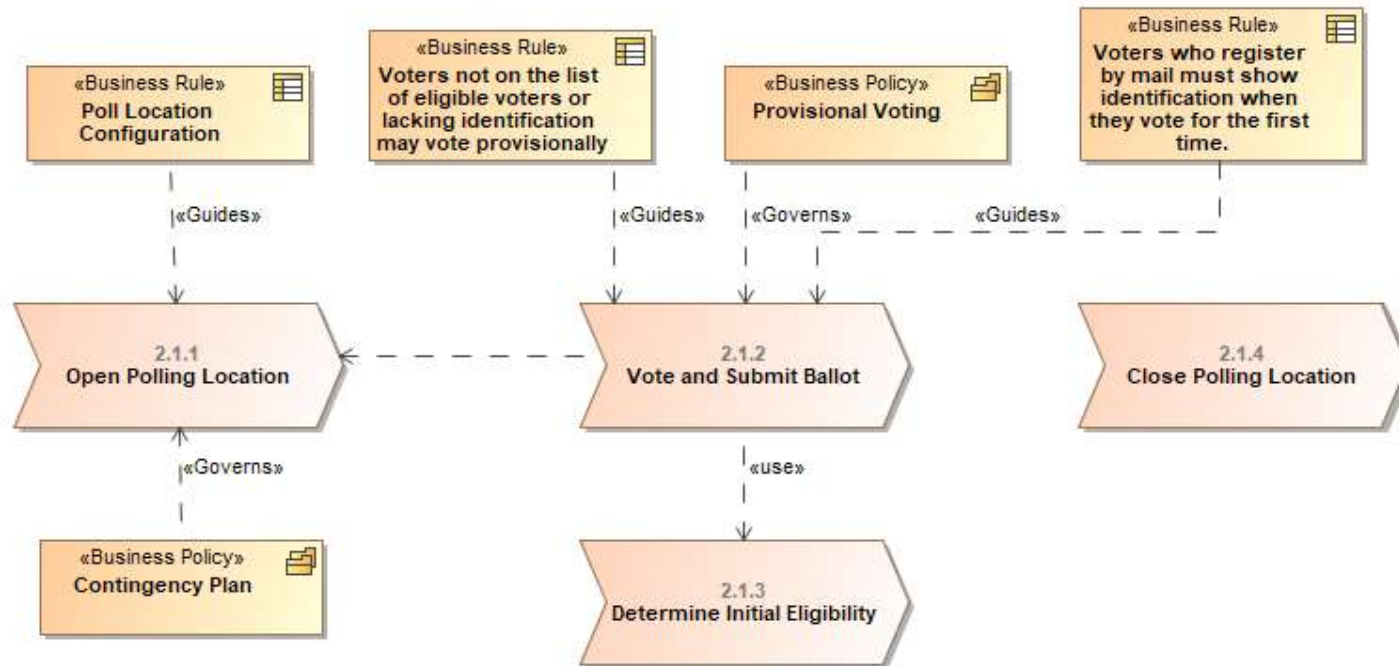 «Business Rule»
Poll Location
Configuration
«Business Rule»
Voters not on the list
of eligible voters or
lacking identification
may vote provisionally
«Business Policy»
Provisional Voting
«Business Rule»
Voters who register
by mail must show
identification when
they vote for the first
time.
«Guides»
«Guides»
«Governs»
«Guides»
2.1.1
Open Polling Location
2.1.2
Vote and Submit Ballot
2.1.4
Close Polling Location
«Governs»
«use»
«Business Policy»
Contingency Plan
2.1.3
Determine Initial Eligibility